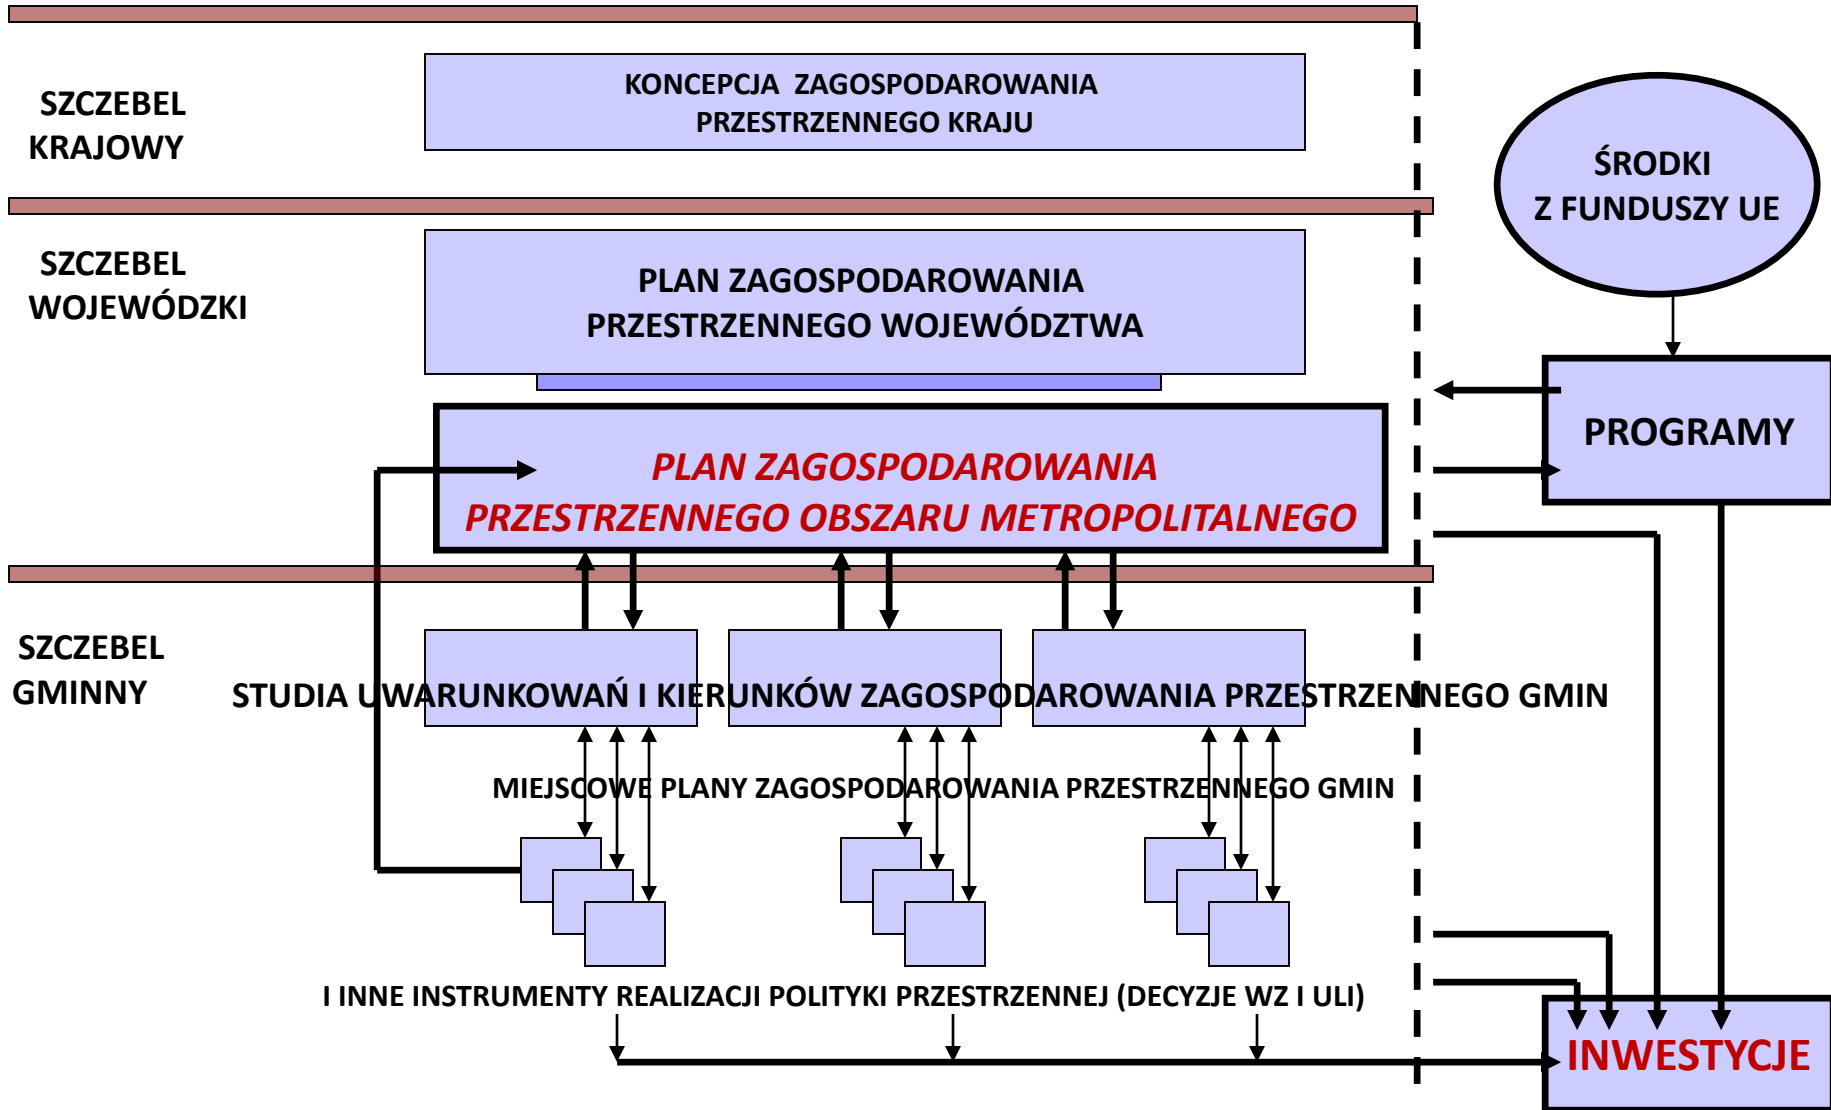 SZCZEBEL
KRAJOWY
KONCEPCJA ZAGOSPODAROWANIA
PRZESTRZENNEGO KRAJU
ŚRODKI
Z FUNDUSZY UE
SZCZEBEL
WOJEWÓDZKI
PLAN ZAGOSPODAROWANIA
PRZESTRZENNEGO WOJEWÓDZTWA
PROGRAMY
PLAN ZAGOSPODAROWANIA
PRZESTRZENNEGO OBSZARU METROPOLITALNEGO
SZCZEBEL
GMINNY
STUDIA UWARUNKOWAŃ I KIERUNKÓW ZAGOSPODAROWANIA PRZESTRZENNEGO GMIN
MIEJSCOWE PLANY ZAGOSPODAROWANIA PRZESTRZENNEGO GMIN
I INNE INSTRUMENTY REALIZACJI POLITYKI PRZESTRZENNEJ (DECYZJE WZ I ULI)
INWESTYCJE